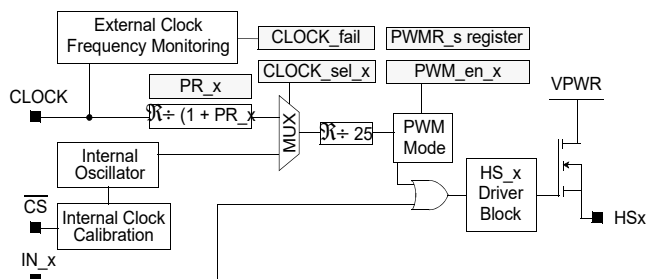 External Clock
Frequency Monitoring
CLOCK_fail
PWMR_s register
CLOCK_sel_x
PWM_en_x
PR_x
VPWR
CLOCK
ℜ÷ (1 + PR_x
MUX
ℜ÷ 25
PWM
Mode
Internal
Oscillator
HS_x
Driver
Block
CS
Internal Clock
Calibration
HSx
IN_x